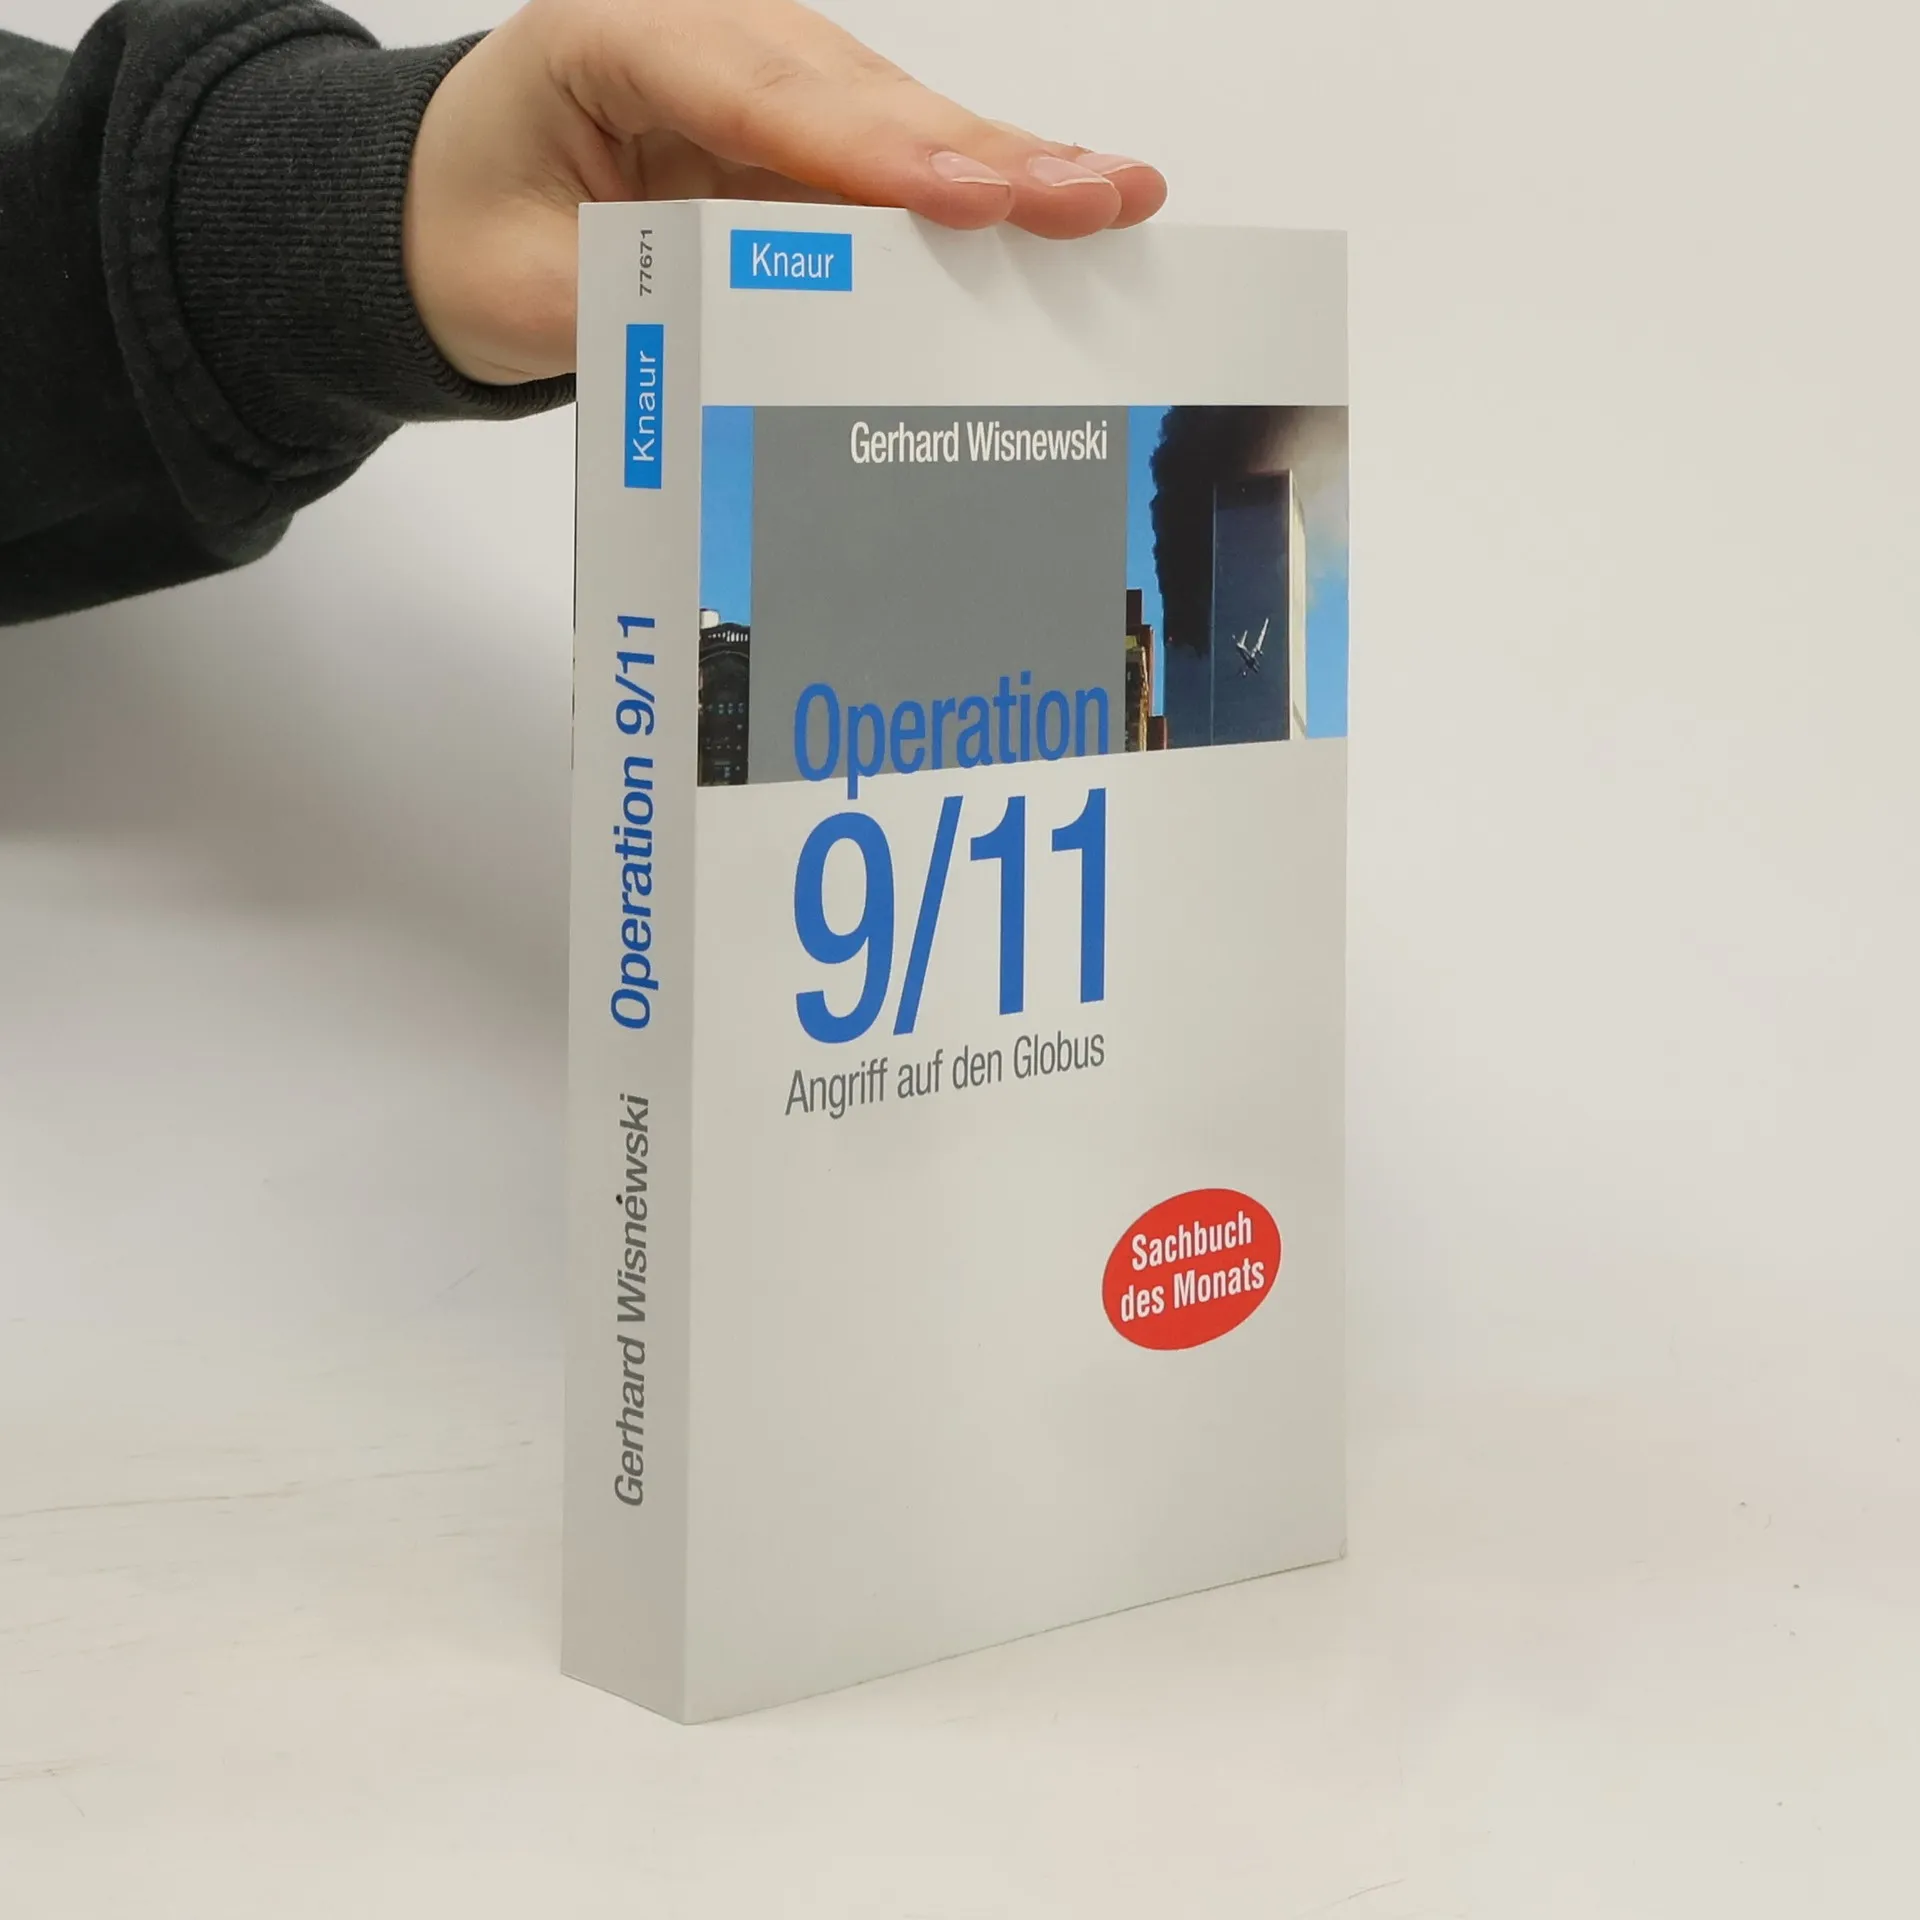 Knaur
Gerhard Wisnewski
Operation
9/11
Angriff auf den Globus
Sachbuch
des Monats
Gerhard Wisnewski Operation 9/11 Knaur 77671